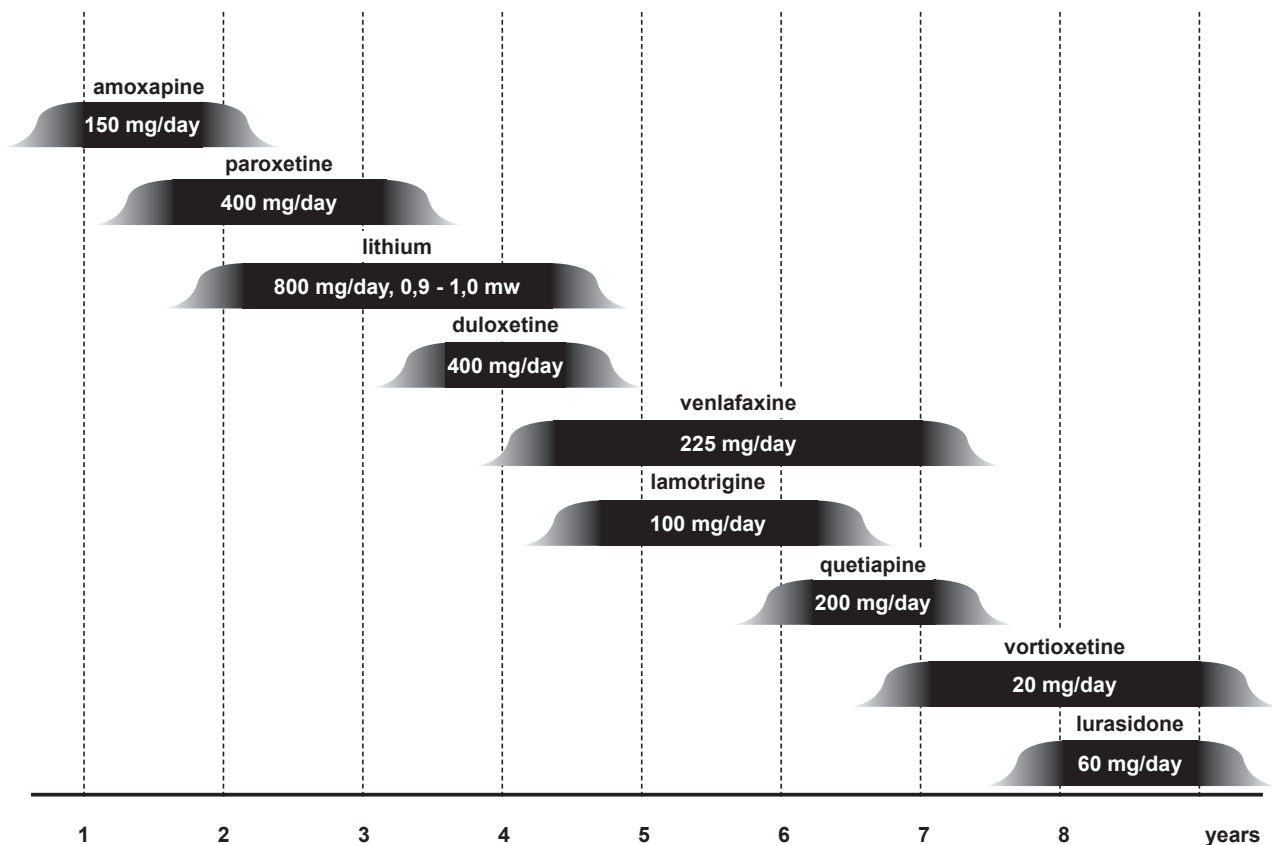 amoxapine
150 mg/day
paroxetine
400 mg/day
lithium
800 mg/day, 0,9 - 1,0 mw
duloxetine
400 mg/day
venlafaxine
225 mg/day
lamotrigine
100 mg/day
quetiapine
200 mg/day
vortioxetine
20 mg/day
lurasidone
60 mg/day
1 2 3 4 5 6 7 8 years